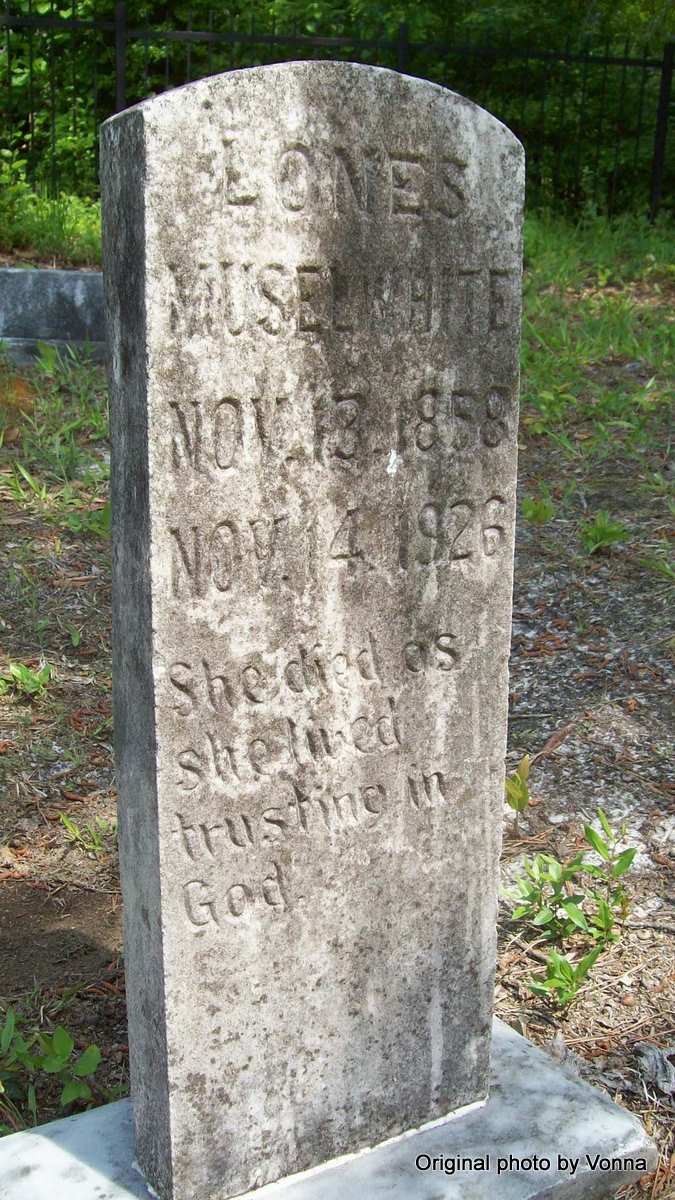 LONES
MUSELWHITE
NOV. 13. 1858
NOV. 14. 1926
She died as
she lived
trusting in
God.
Original photo by Vonna